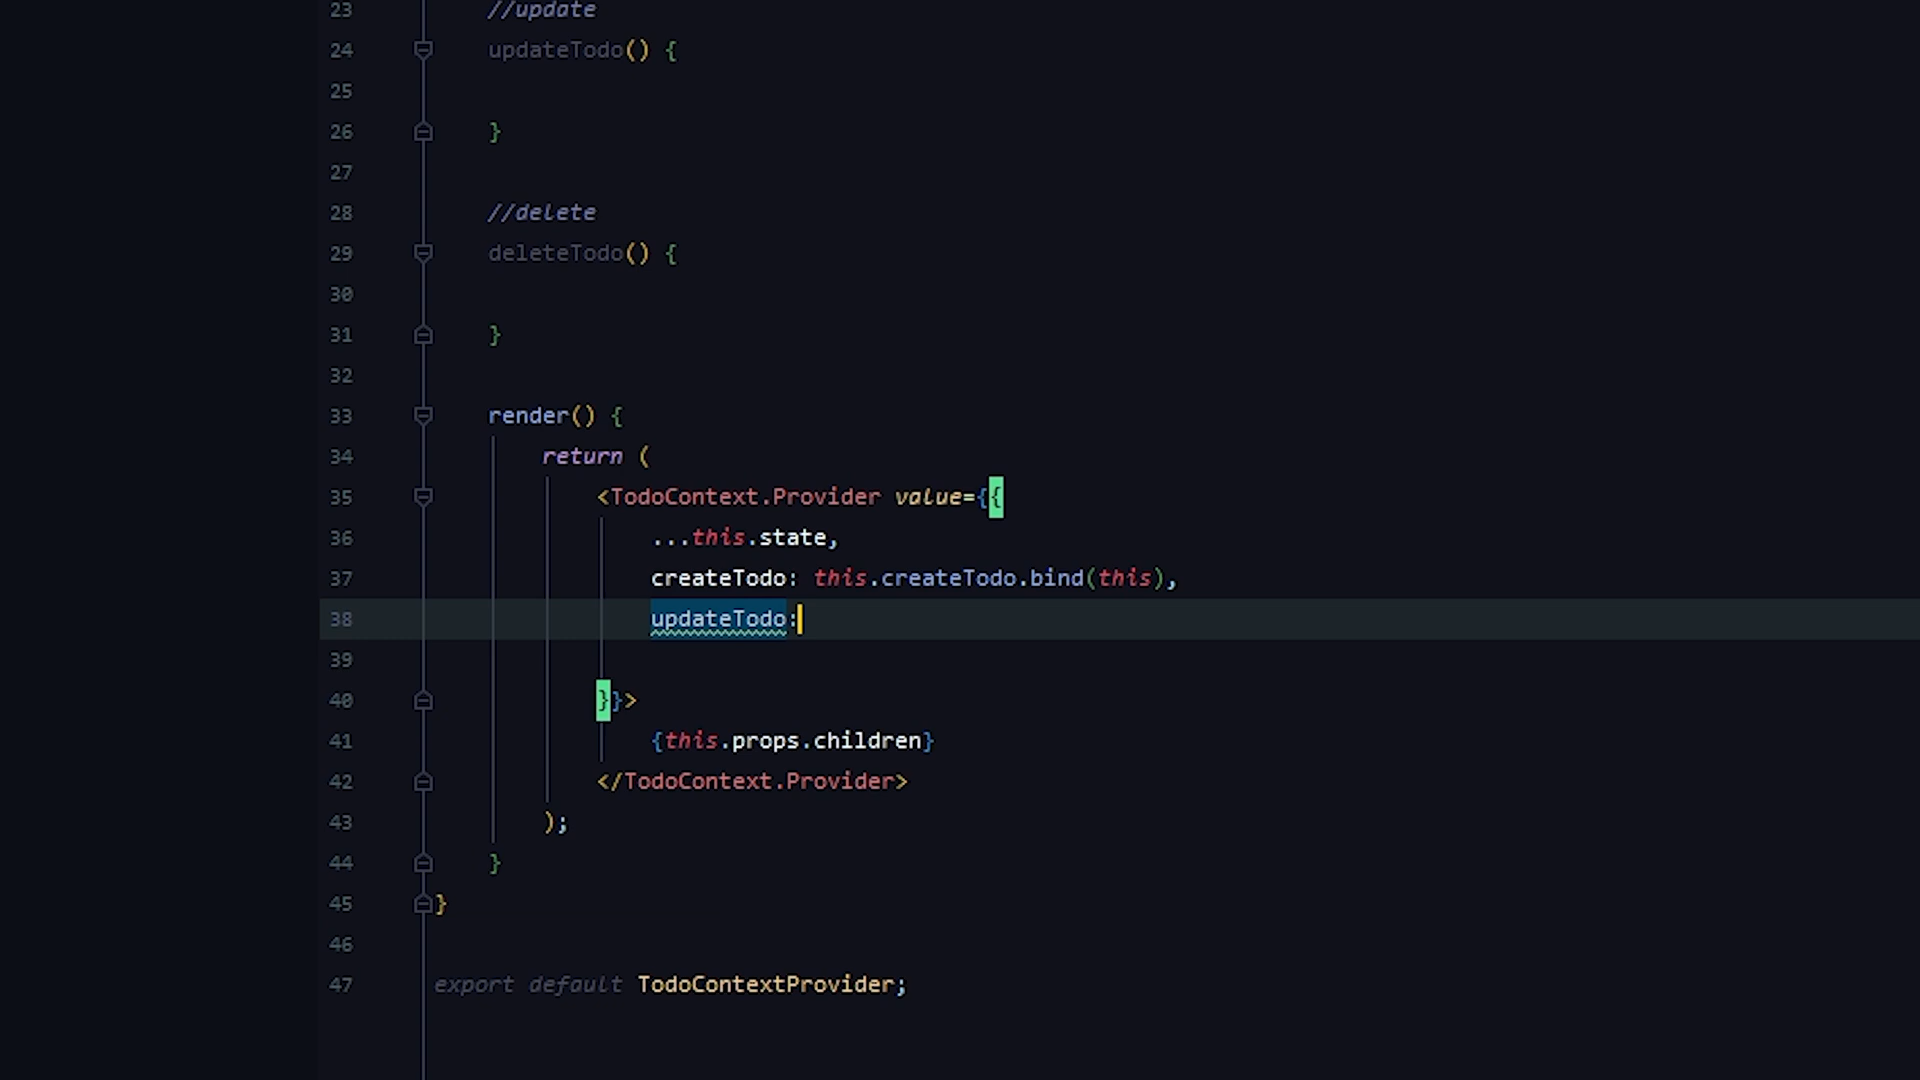 23 //update
24 updateTodo() {
25
26 }
27
28 //delete
29 deleteTodo() {
30
31 }
32
33 render() {
34 return (
35 <TodoContext.Provider value={{
36 ...this.state,
37 createTodo: this.createTodo.bind(this),
38 updateTodo:
39
40 }}>
41 {this.props.children}
42 </TodoContext.Provider>
43 );
44 }
45 }
46
47 export default TodoContextProvider;